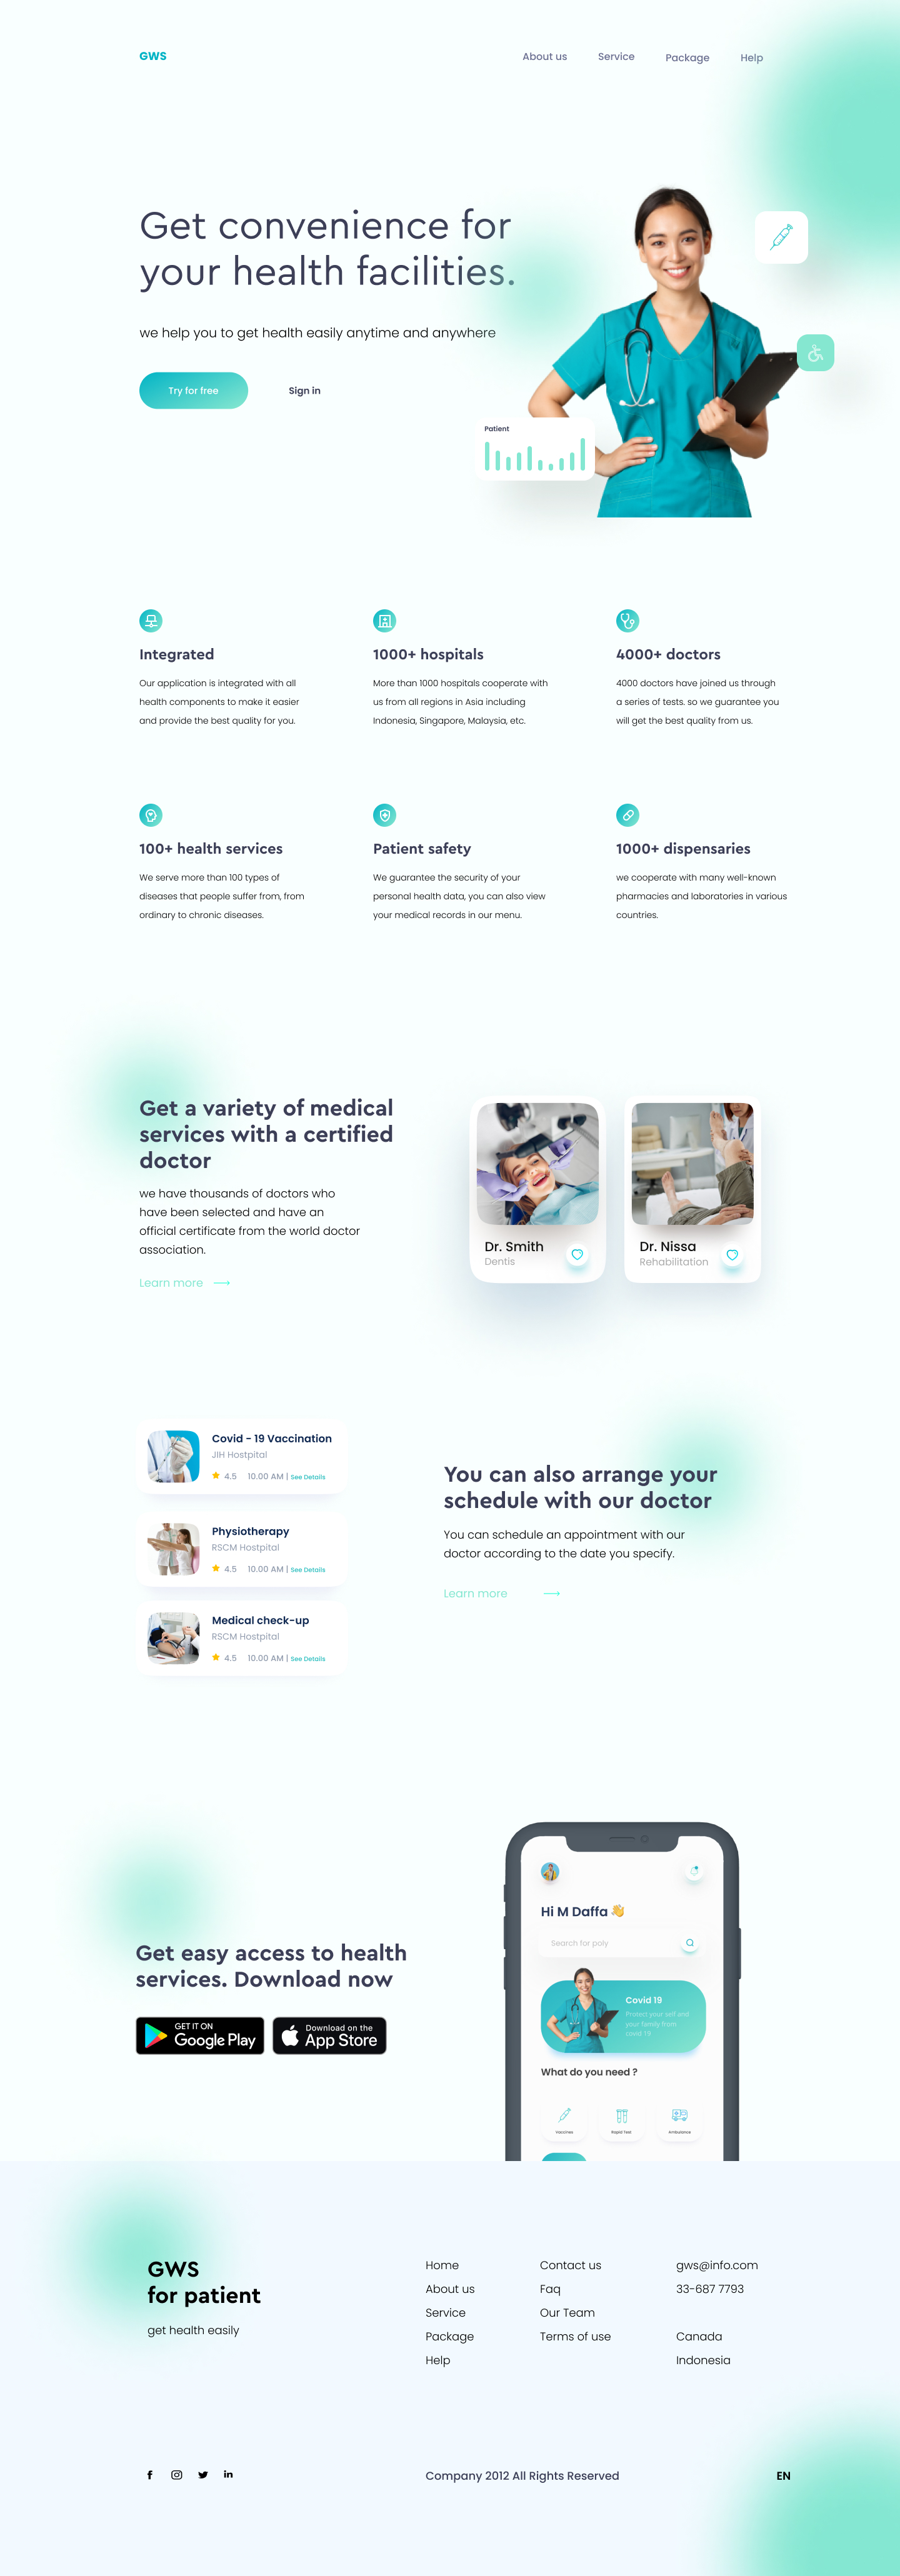 GWS
About us
Service
Package
Help
Get convenience for
your health facilities.
we help you to get health easily anytime and anywhere
Try for free
Sign in
Patient
Integrated
Our application is integrated with all
health components to make it easier
and provide the best quality for you.
1000+ hospitals
More than 1000 hospitals cooperate with
us from all regions in Asia including
Indonesia, Singapore, Malaysia, etc.
4000+ doctors
4000 doctors have joined us through
a series of tests. so we guarantee you
will get the best quality from us.
100+ health services
We serve more than 100 types of
diseases that people suffer from, from
ordinary to chronic diseases.
Patient safety
We guarantee the security of your
personal health data, you can also view
your medical records in our menu.
1000+ dispensaries
we cooperate with many well-known
pharmacies and laboratories in various
countries.
Get a variety of medical
services with a certified
doctor
we have thousands of doctors who
have been selected and have an
official certificate from the world doctor
association.
Learn more
Dr. Smith
Dentis
Dr. Nissa
Rehabilitation
Covid - 19 Vaccination
JIH Hostpital
4.5 10.00 AM | See Details
Physiotherapy
RSCM Hostpital
4.5 10.00 AM | See Details
Medical check-up
RSCM Hostpital
4.5 10.00 AM | See Details
You can also arrange your
schedule with our doctor
You can schedule an appointment with our
doctor according to the date you specify.
Learn more
Get easy access to health
services. Download now
GET IT ON
Google Play
Download on the
App Store
Hi M Daffa
Search for poly
Covid 19
Protect your self and
your family from
covid 19
What do you need ?
Vaccines
Rapid Test
Ambulance
GWS
for patient
get health easily
Home
About us
Service
Package
Help
Contact us
Faq
Our Team
Terms of use
gws@info.com
33-687 7793
Canada
Indonesia
Company 2012 All Rights Reserved
EN